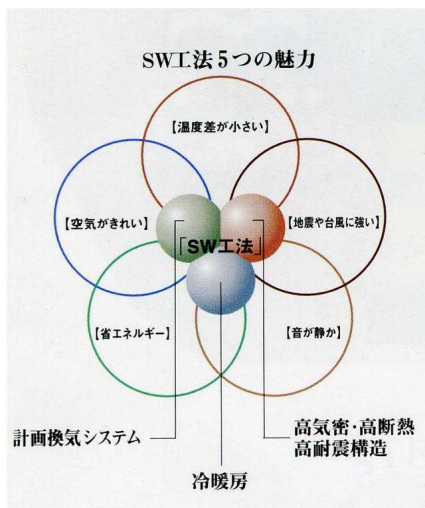 SW工法5つの魅力
【温度差が小さい】
【空気がきれい】
【地震や台風に強い】
「SW工法」
【省エネルギー】
【音が静か】
計画換気システム
高気密・高断熱
高耐震構造
冷暖房